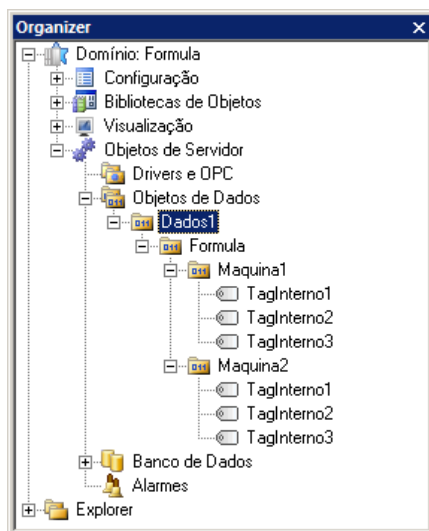 Organizer
Domínio: Formula
Configuração
Bibliotecas de Objetos
Visualização
Objetos de Servidor
Drivers e OPC
Objetos de Dados
Dados1
Formula
Maquina1
TagInterno1
TagInterno2
TagInterno3
Maquina2
TagInterno1
TagInterno2
TagInterno3
Banco de Dados
Alarmes
Explorer